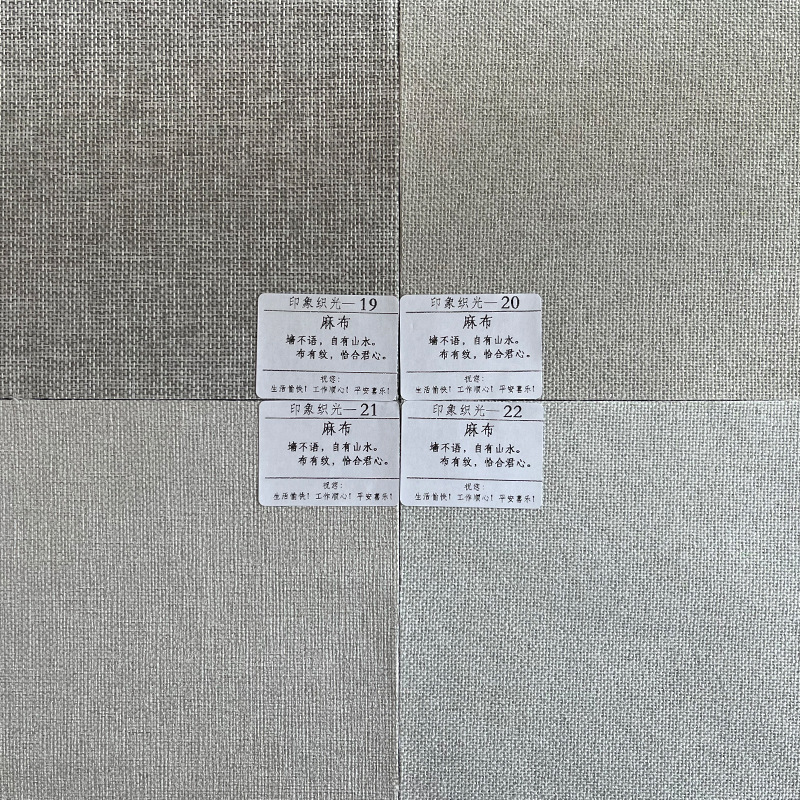 印象织光—19
麻布
墙不语，自有山水。
布有纹，恰合君心。
祝您：
生活愉快！工作顺心！平安喜乐！
印象织光—20
麻布
墙不语，自有山水。
布有纹，恰合君心。
祝您：
生活愉快！工作顺心！平安喜乐！
印象织光—21
麻布
墙不语，自有山水。
布有纹，恰合君心。
祝您：
生活愉快！工作顺心！平安喜乐！
印象织光—22
麻布
墙不语，自有山水。
布有纹，恰合君心。
祝您：
生活愉快！工作顺心！平安喜乐！